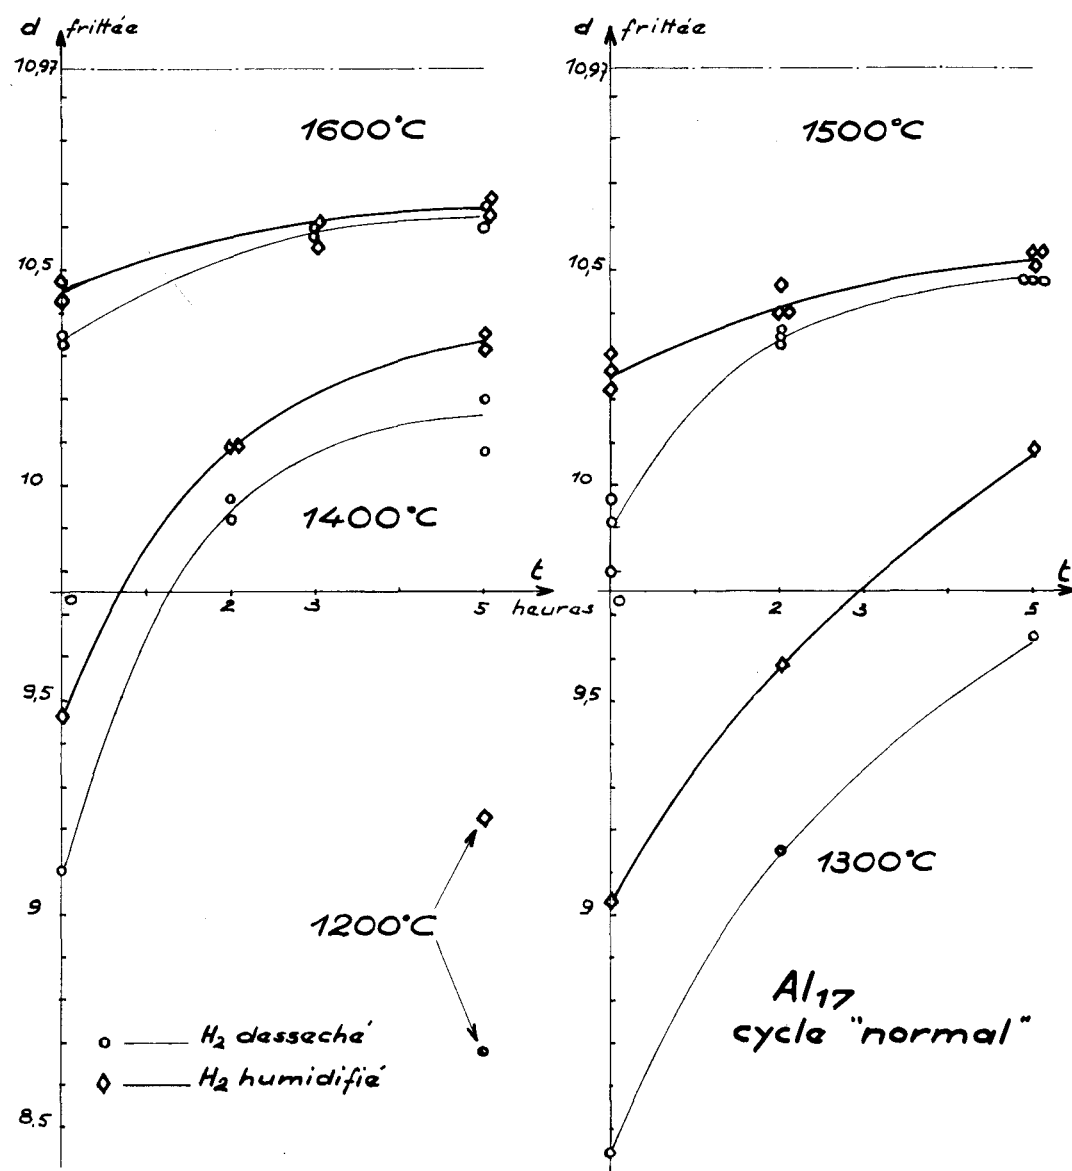 d frittée
10,97
1600°C
10,5
10
1400°C
t
0 2 3 5 heures
9,5
9
1200°C
H2 desseché
H2 humidifié
8,5
d frittée
10,97
1500°C
10,5
10
t
0 2 3 5
9,5
1300°C
9
Al17
cycle "normal"